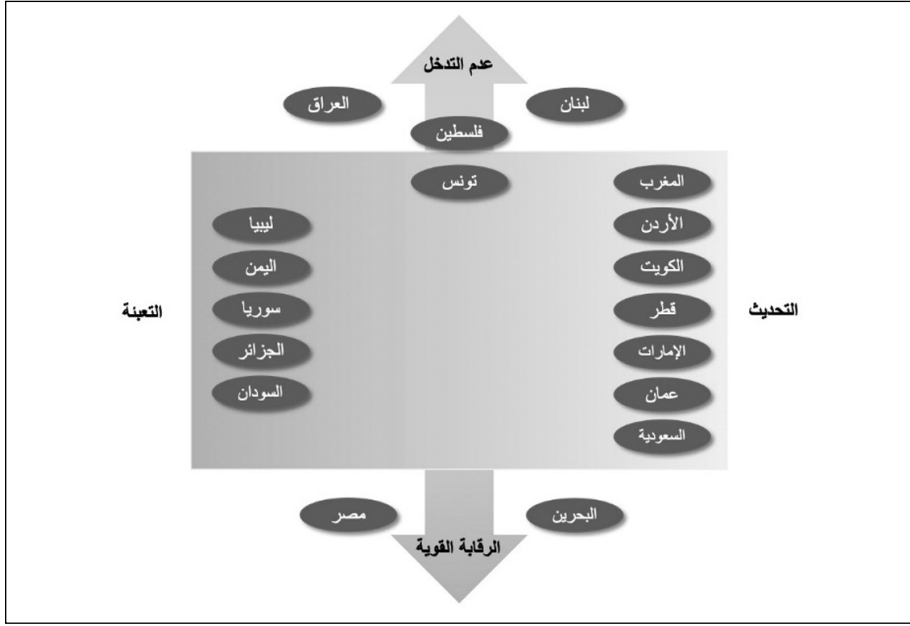 عدم التدخل
لبنان
العراق
فلسطين
تونس
المغرب
الأردن
ليبيا
الكويت
اليمن
التحديث
قطر
سوريا
التعبئة
الإمارات
الجزائر
عمان
السودان
السعودية
البحرين
مصر
الرقابة القوية